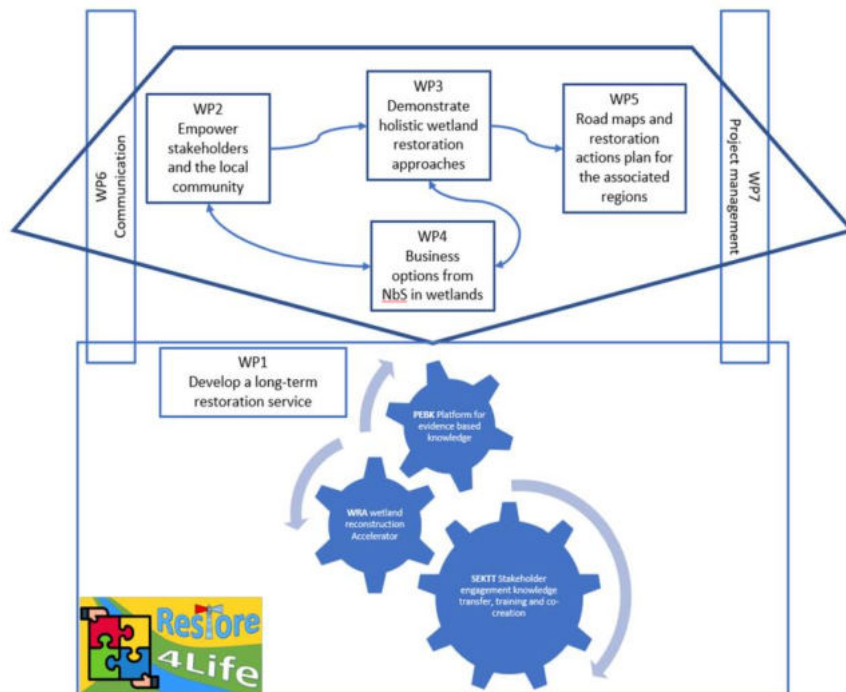 WP6
Communication
WP2
Empower
stakeholders
and the local
community
WP3
Demonstrate
holistic wetland
restoration
approaches
WP5
Road maps and
restoration
actions plan for
the associated
regions
WP7
Project management
WP4
Business
options from
NbS in wetlands
WP1
Develop a long-term
restoration service
PEBK Platform for
evidence based
knowledge
WRA wetland
reconstruction
Accelerator
SEKTT Stakeholder
engagement knowledge
transfer, training and co-
creation
Restore
4Life